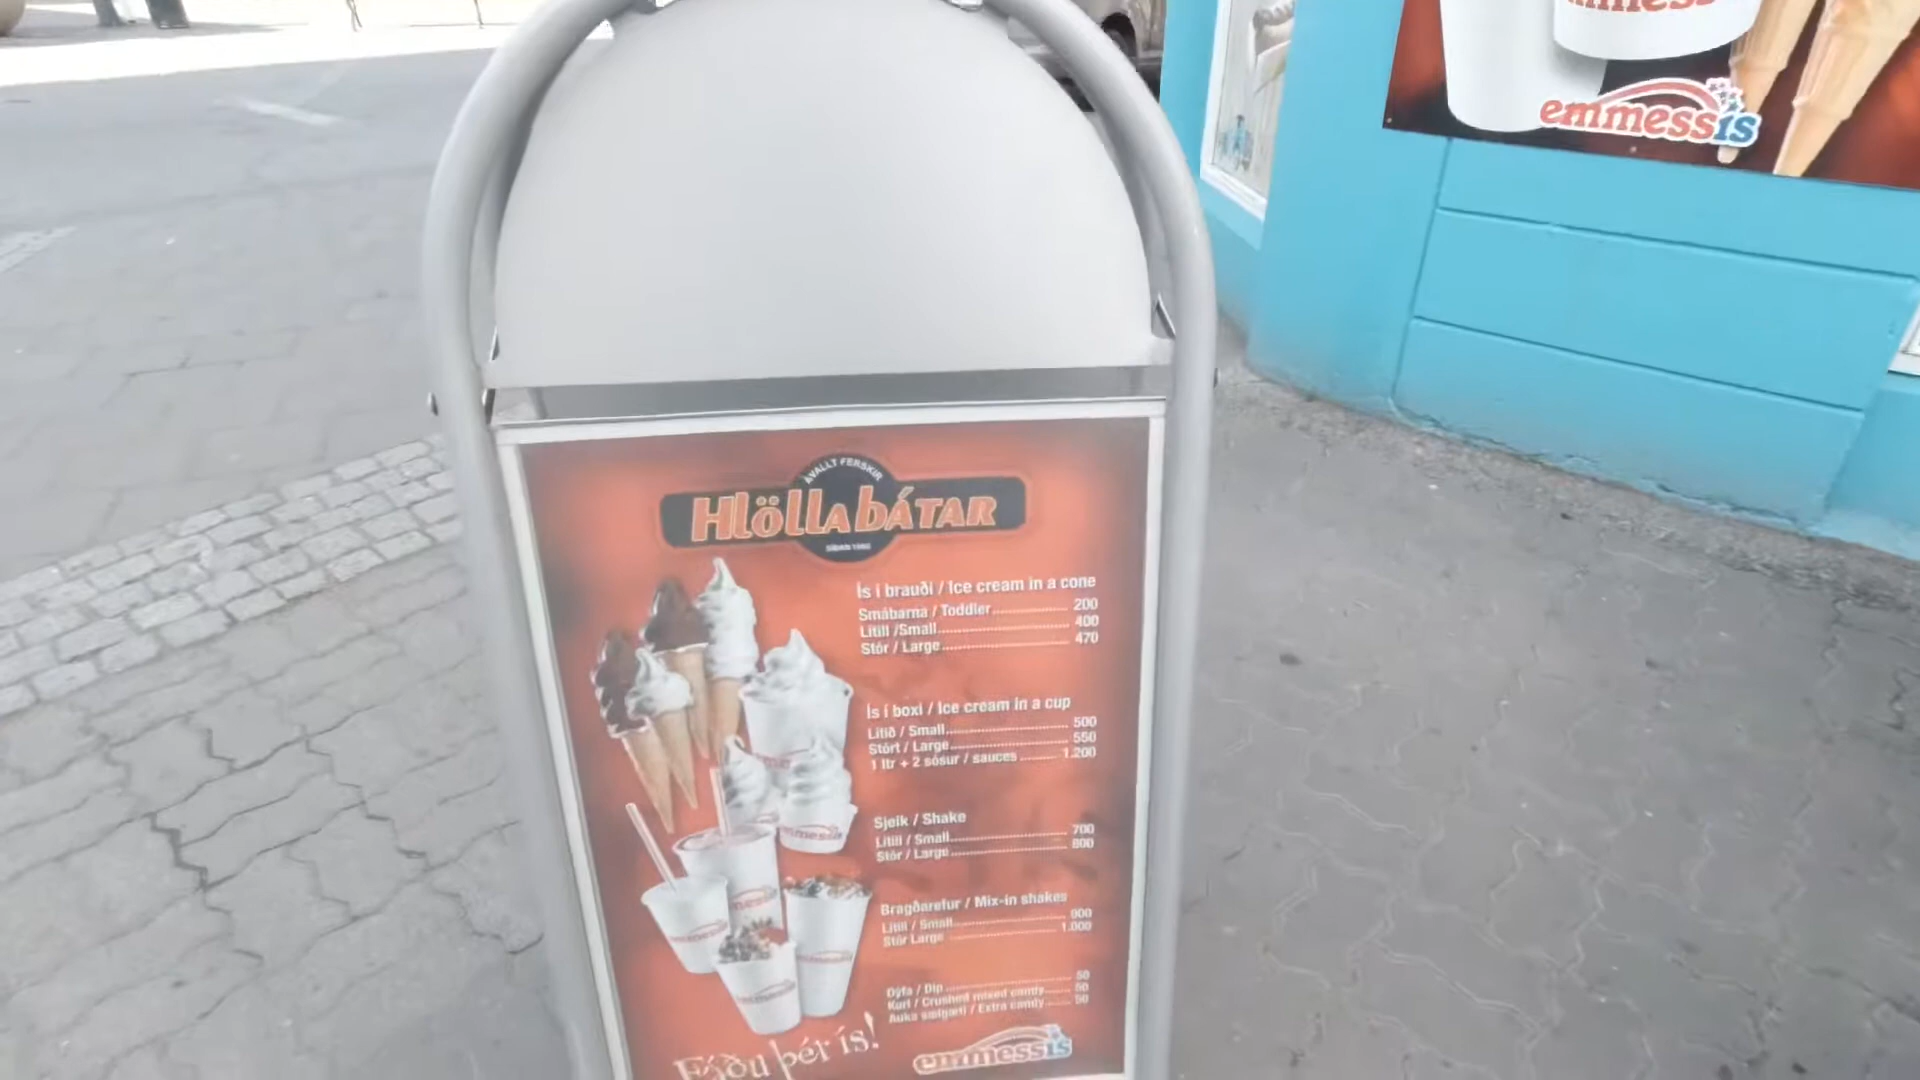 emmessís
ÁVALLT FERSKIR
HlöllabáTAR
SÍÐAN
Ís í brauði / Ice cream in a cone
Smábarna / Toddler 200
Lítill /Small 400
Stór / Large 470
Ís í boxi / Ice cream in a cup
Lítið / Small 500
Stórt / Large 550
1 ltr + 2 sósur / sauces 1.200
Sjeik / Shake
Lítill / Small 700
Stór / Large 800
Bragðarefur / Mix-in shakes
Lítill / Small 900
Stór Large 1.000
Dýfa / Dip 50
Kurl / Crushed mixed candy 50
Auka sælgæti / Extra candy 50
Fáðu þér ís!
emmessís